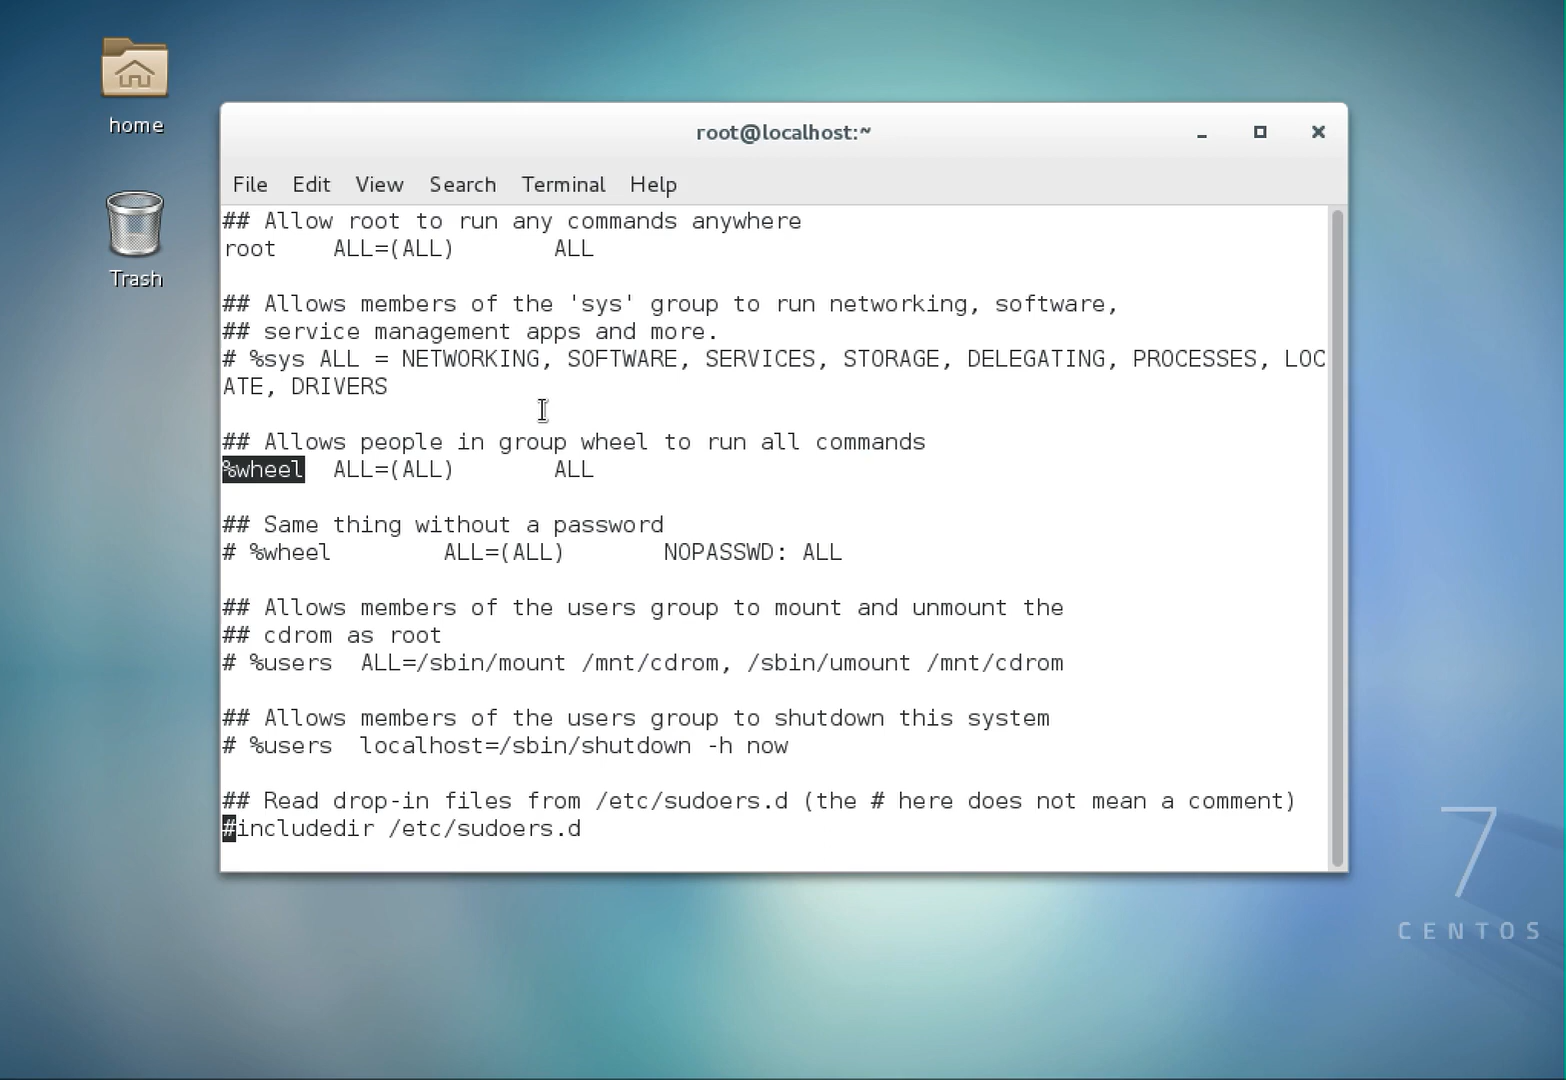 home
Trash
root@localhost:~
File Edit View Search Terminal Help
## Allow root to run any commands anywhere
root    ALL=(ALL)       ALL
## Allows members of the 'sys' group to run networking, software,
## service management apps and more.
# %sys ALL = NETWORKING, SOFTWARE, SERVICES, STORAGE, DELEGATING, PROCESSES, LOC
ATE, DRIVERS
## Allows people in group wheel to run all commands
%wheel  ALL=(ALL)       ALL
## Same thing without a password
# %wheel        ALL=(ALL)       NOPASSWD: ALL
## Allows members of the users group to mount and unmount the
## cdrom as root
# %users  ALL=/sbin/mount /mnt/cdrom, /sbin/umount /mnt/cdrom
## Allows members of the users group to shutdown this system
# %users  localhost=/sbin/shutdown -h now
## Read drop-in files from /etc/sudoers.d (the # here does not mean a comment)
#includedir /etc/sudoers.d
7
CENTOS